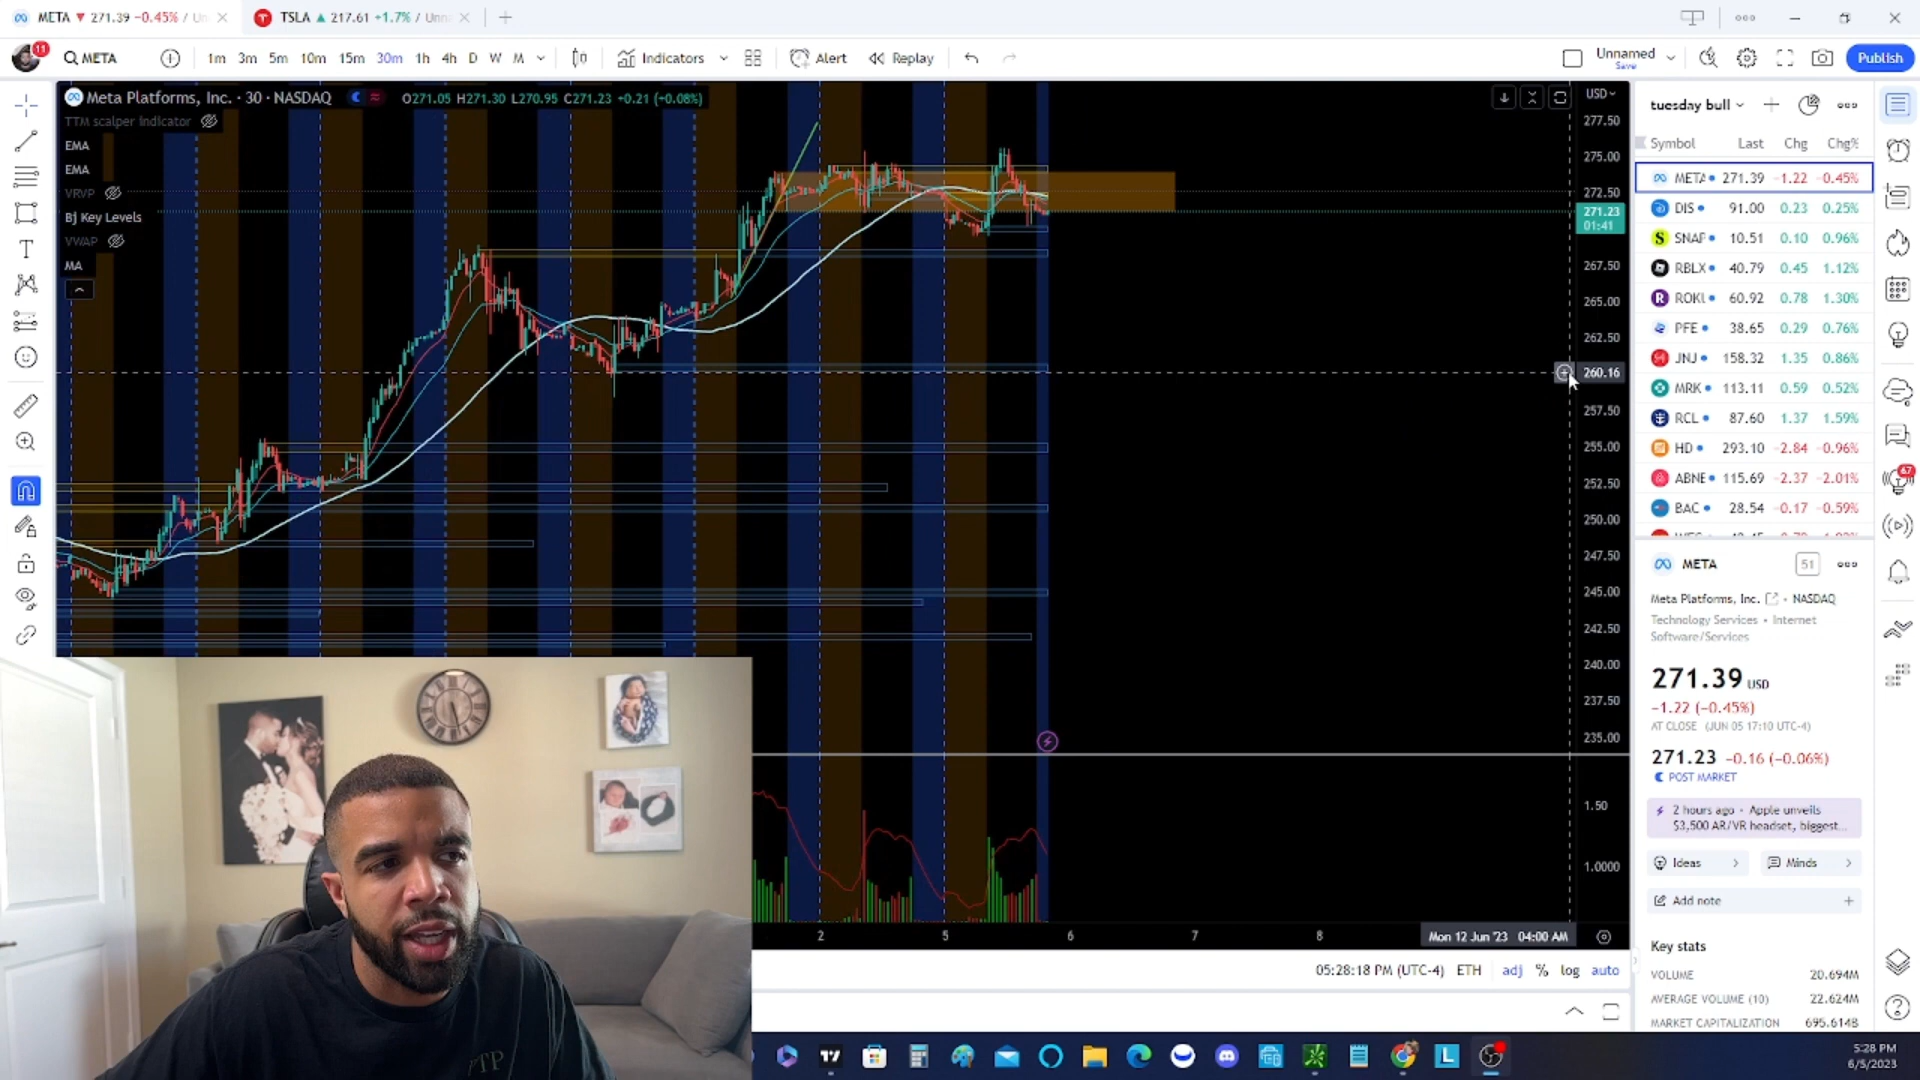 META ▼ 271.39 −0.45% / Un
TSLA ▲ 217.61 +1.7% / Unn
11
META
1m 3m 5m 10m 15m 30m 1h 4h D W M
Indicators
Alert
Replay
Unnamed
Save
Publish
Meta Platforms, Inc. · 30 · NASDAQ
O271.05 H271.30 L270.95 C271.23 +0.21 (+0.08%)
TTM scalper indicator
EMA
EMA
VRVP
Bj Key Levels
VWAP
MA
USD
277.50
275.00
272.50
271.23
01:41
267.50
265.00
262.50
260.16
257.50
255.00
252.50
250.00
247.50
245.00
242.50
240.00
237.50
235.00
1.50
1.0000
2 5 6 7 8
Mon 12 Jun '23 04:00 AM
05:28:18 PM (UTC-4) ETH adj % log auto
tuesday bull
Symbol Last Chg Chg%
META 271.39 −1.22 −0.45%
DIS 91.00 0.23 0.25%
SNAP 10.51 0.10 0.96%
RBLX 40.79 0.45 1.12%
ROKU 60.92 0.78 1.30%
PFE 38.65 0.29 0.76%
JNJ 158.32 1.35 0.86%
MRK 113.11 0.59 0.52%
RCL 87.60 1.37 1.59%
HD 293.10 −2.84 −0.96%
ABNB 115.69 −2.37 −2.01%
BAC 28.54 −0.17 −0.59%
67
META
51
Meta Platforms, Inc. • NASDAQ
Technology Services • Internet
Software/Services
271.39 USD
−1.22 (−0.45%)
AT CLOSE (JUN 05 17:10 UTC-4)
271.23 −0.16 (−0.06%)
POST MARKET
2 hours ago • Apple unveils
$3,500 AR/VR headset, biggest...
Ideas
Minds
Add note
Key stats
VOLUME 20.694M
AVERAGE VOLUME (10) 22.624M
MARKET CAPITALIZATION 695.614B
5:28 PM
6/5/2023